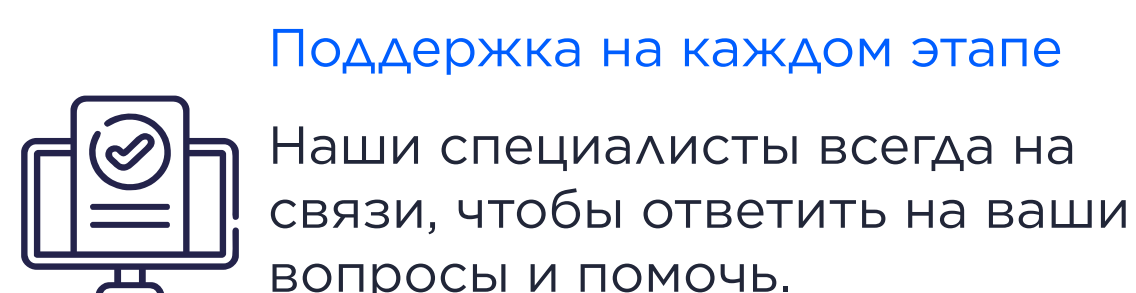 Поддержка на каждом этапе
Наши специалисты всегда на
связи, чтобы ответить на ваши
вопросы и помочь.